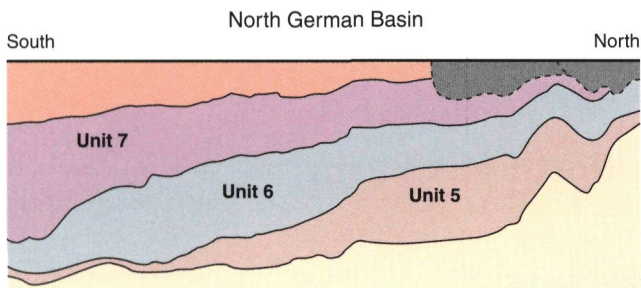 North German Basin
South
North
Unit 7
Unit 6
Unit 5